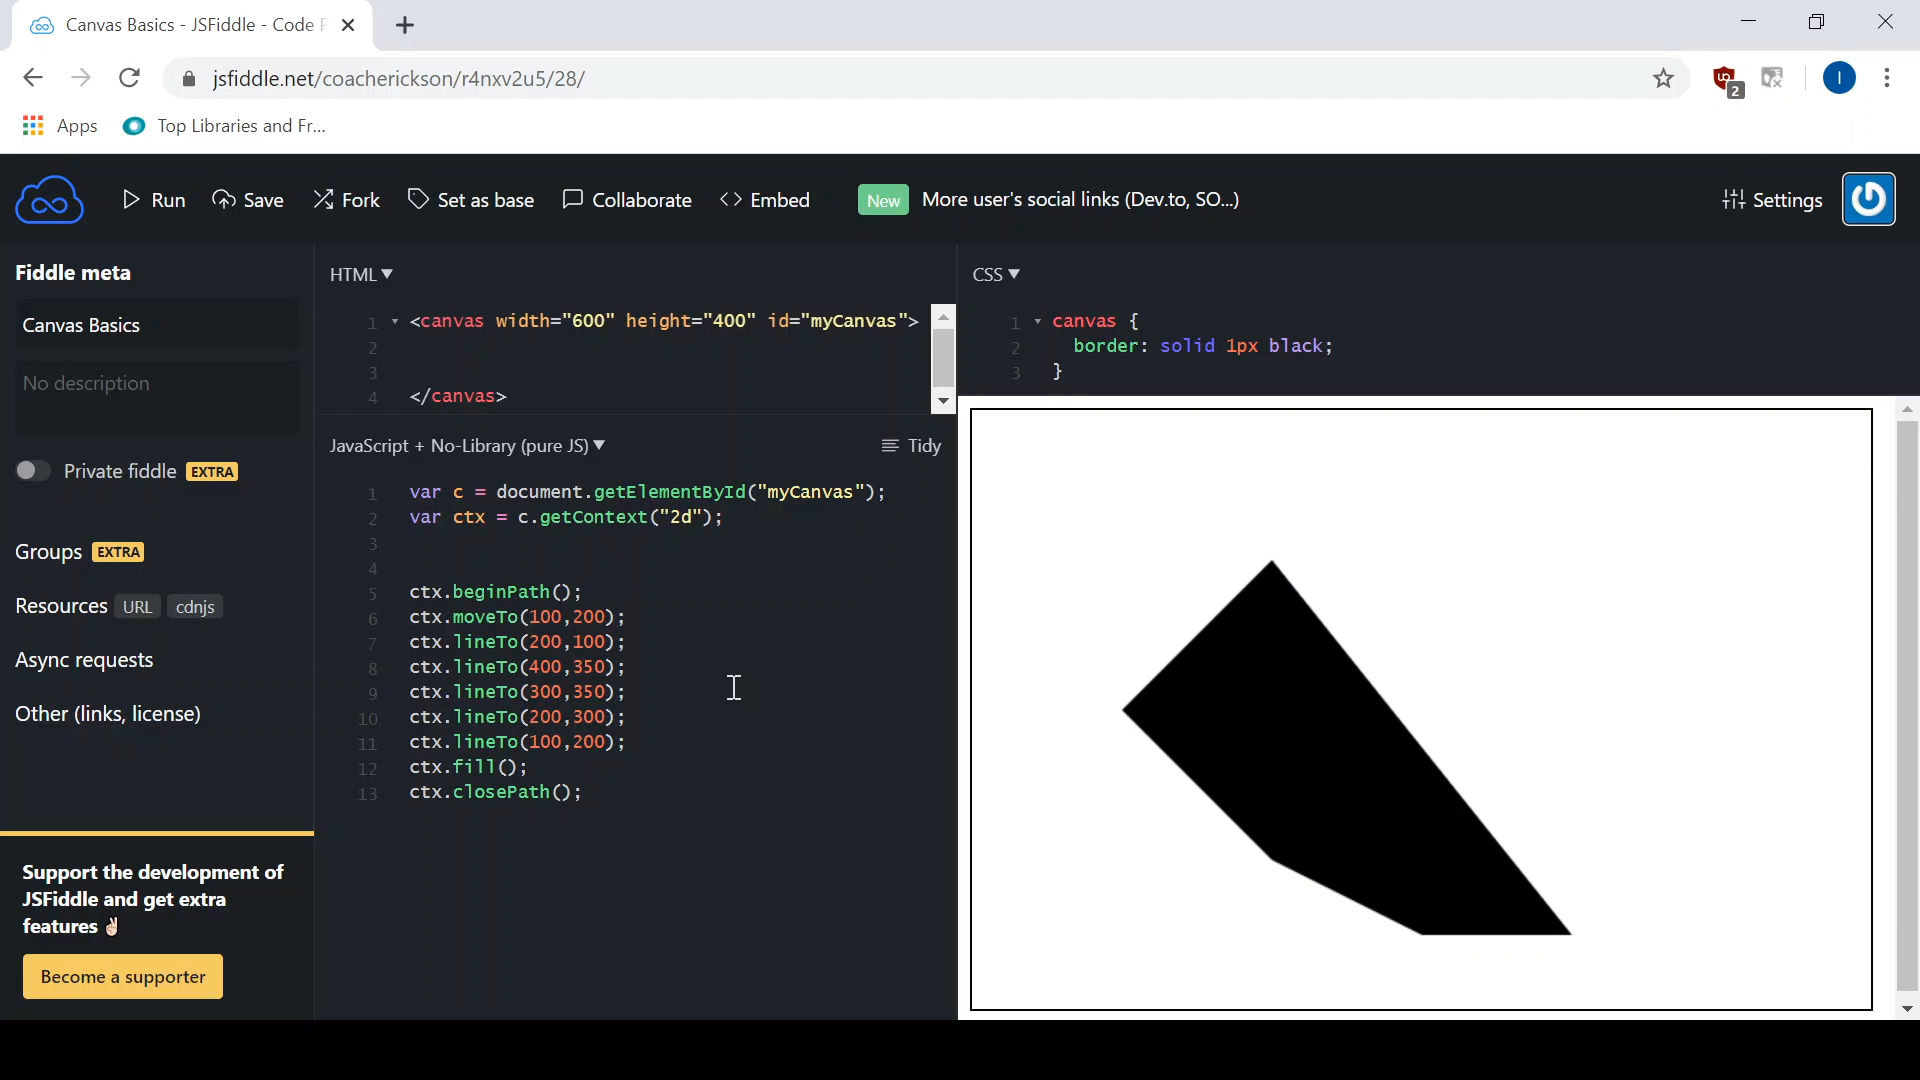 Canvas Basics - JSFiddle - Code P
jsfiddle.net/coacherickson/r4nxv2u5/28/
2
I
Apps
Top Libraries and Fr...
Run
Save
Fork
Set as base
Collaborate
Embed
New
More user's social links (Dev.to, SO...)
Settings
Fiddle meta
Canvas Basics
No description
Private fiddle EXTRA
Groups EXTRA
Resources URL cdnjs
Async requests
Other (links, license)
Support the development of
JSFiddle and get extra
features ✌🏻
Become a supporter
HTML▼
1 <canvas width="600" height="400" id="myCanvas">
2
3
4 </canvas>
JavaScript + No-Library (pure JS)▼
Tidy
1 var c = document.getElementById("myCanvas");
2 var ctx = c.getContext("2d");
3
4
5 ctx.beginPath();
6 ctx.moveTo(100,200);
7 ctx.lineTo(200,100);
8 ctx.lineTo(400,350);
9 ctx.lineTo(300,350);
10 ctx.lineTo(200,300);
11 ctx.lineTo(100,200);
12 ctx.fill();
13 ctx.closePath();
CSS▼
1 canvas {
2 border: solid 1px black;
3 }